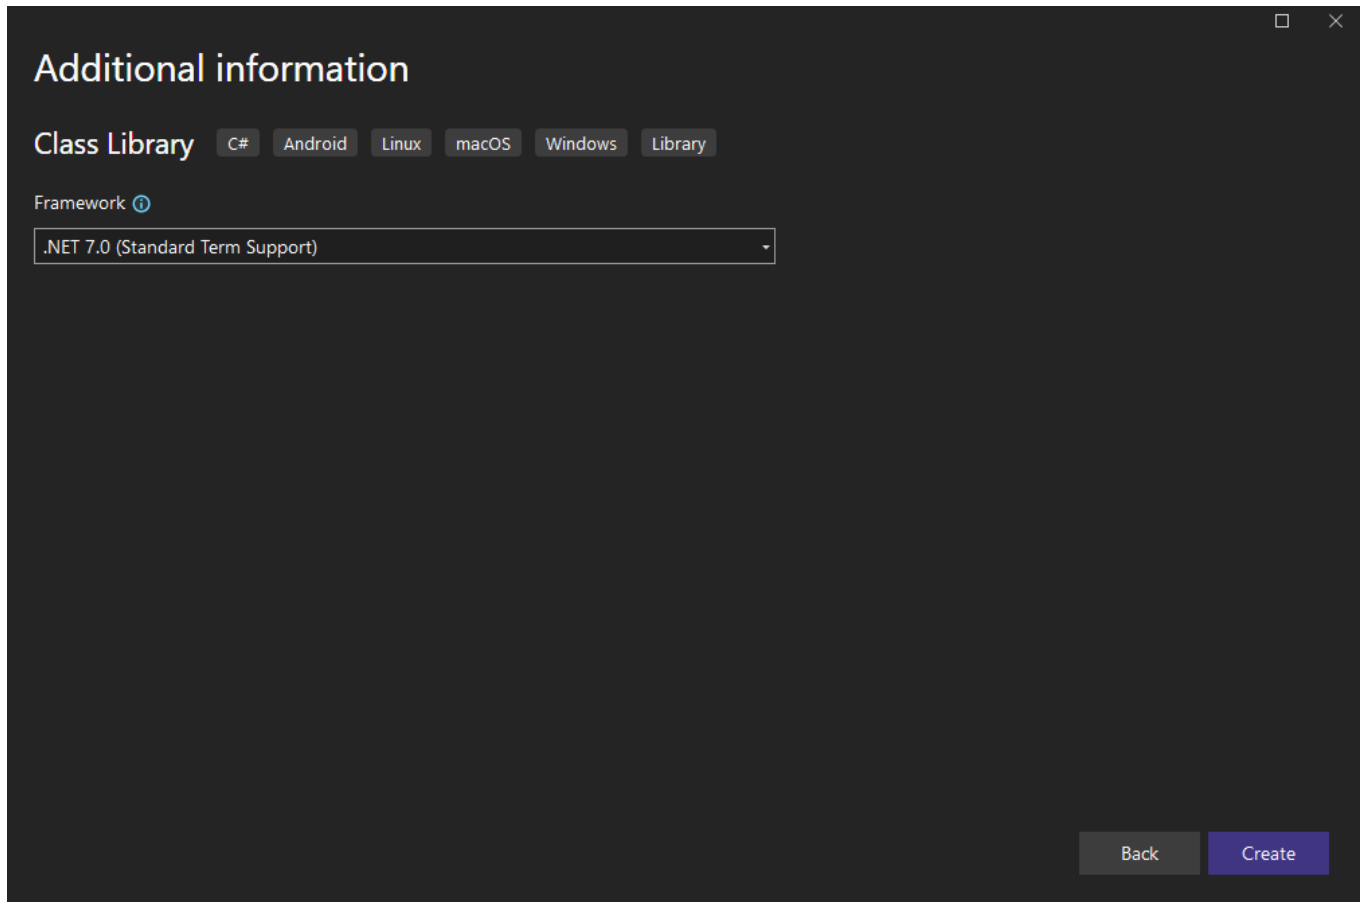 Additional information
Class Library C# Android Linux macOS Windows Library
Framework
.NET 7.0 (Standard Term Support)
Back Create